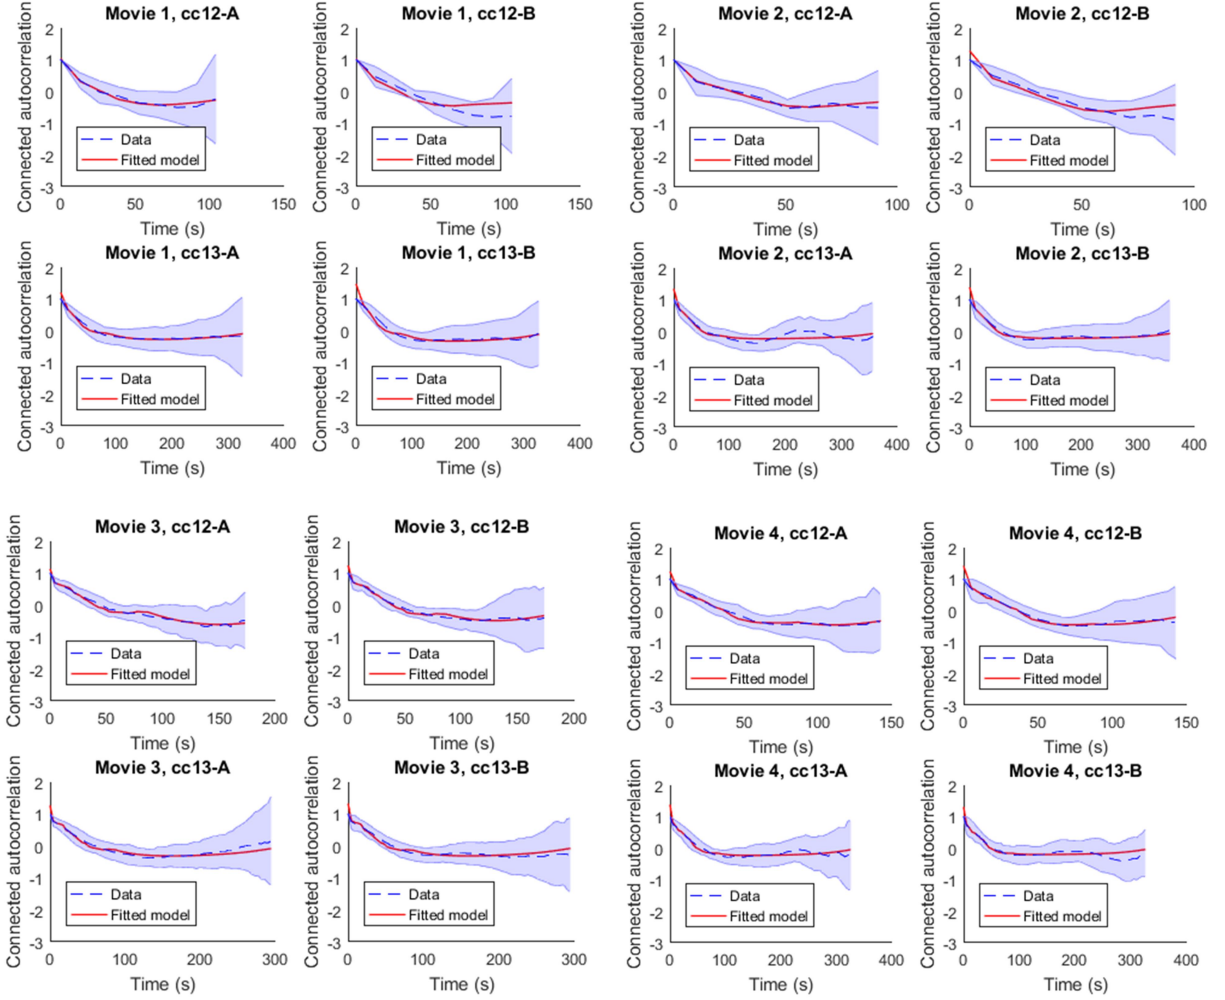 Movie 1, cc12-A
Connected autocorrelation
2
1
0
-1
-2
-3
Data
Fitted model
0 50 100 150
Time (s)
Movie 1, cc12-B
Connected autocorrelation
2
1
0
-1
-2
-3
Data
Fitted model
0 50 100 150
Time (s)
Movie 2, cc12-A
Connected autocorrelation
2
1
0
-1
-2
-3
Data
Fitted model
0 50 100
Time (s)
Movie 2, cc12-B
Connected autocorrelation
2
1
0
-1
-2
-3
Data
Fitted model
0 50 100
Time (s)
Movie 1, cc13-A
Connected autocorrelation
2
1
0
-1
-2
-3
Data
Fitted model
0 100 200 300 400
Time (s)
Movie 1, cc13-B
Connected autocorrelation
2
1
0
-1
-2
-3
Data
Fitted model
0 100 200 300 400
Time (s)
Movie 2, cc13-A
Connected autocorrelation
2
1
0
-1
-2
-3
Data
Fitted model
0 100 200 300 400
Time (s)
Movie 2, cc13-B
Connected autocorrelation
2
1
0
-1
-2
-3
Data
Fitted model
0 100 200 300 400
Time (s)
Movie 3, cc12-A
Connected autocorrelation
2
1
0
-1
-2
-3
Data
Fitted model
0 50 100 150 200
Time (s)
Movie 3, cc12-B
Connected autocorrelation
2
1
0
-1
-2
-3
Data
Fitted model
0 50 100 150 200
Time (s)
Movie 4, cc12-A
Connected autocorrelation
2
1
0
-1
-2
-3
Data
Fitted model
0 50 100 150
Time (s)
Movie 4, cc12-B
Connected autocorrelation
2
1
0
-1
-2
-3
Data
Fitted model
0 50 100 150
Time (s)
Movie 3, cc13-A
Connected autocorrelation
2
1
0
-1
-2
-3
Data
Fitted model
0 100 200 300
Time (s)
Movie 3, cc13-B
Connected autocorrelation
2
1
0
-1
-2
-3
Data
Fitted model
0 100 200 300
Time (s)
Movie 4, cc13-A
Connected autocorrelation
2
1
0
-1
-2
-3
Data
Fitted model
0 100 200 300 400
Time (s)
Movie 4, cc13-B
Connected autocorrelation
2
1
0
-1
-2
-3
Data
Fitted model
0 100 200 300 400
Time (s)